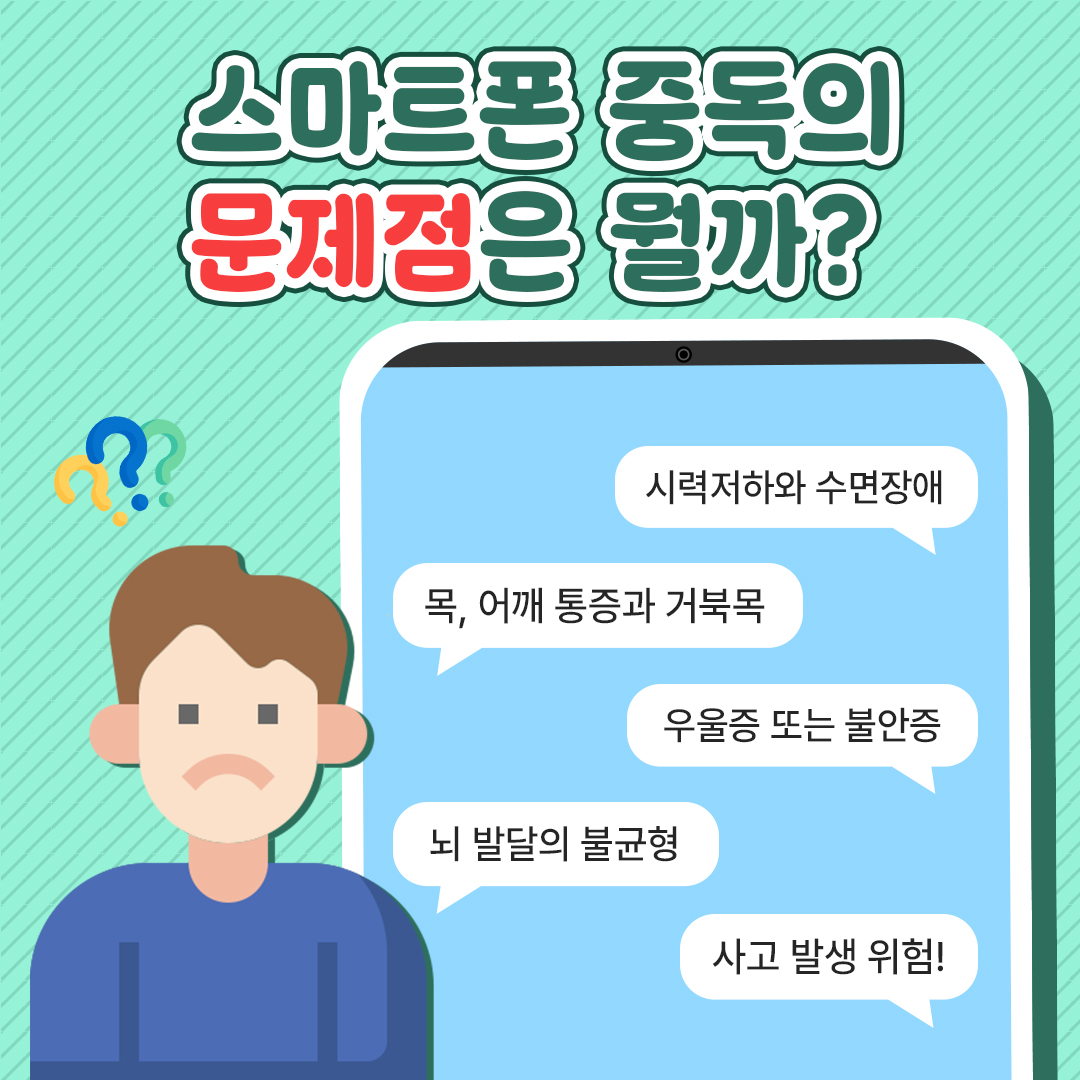 스마트폰 중독의
문제점은 뭘까?
시력저하와 수면장애
목, 어깨 통증과 거북목
우울증 또는 불안증
뇌 발달의 불균형
사고 발생 위험!